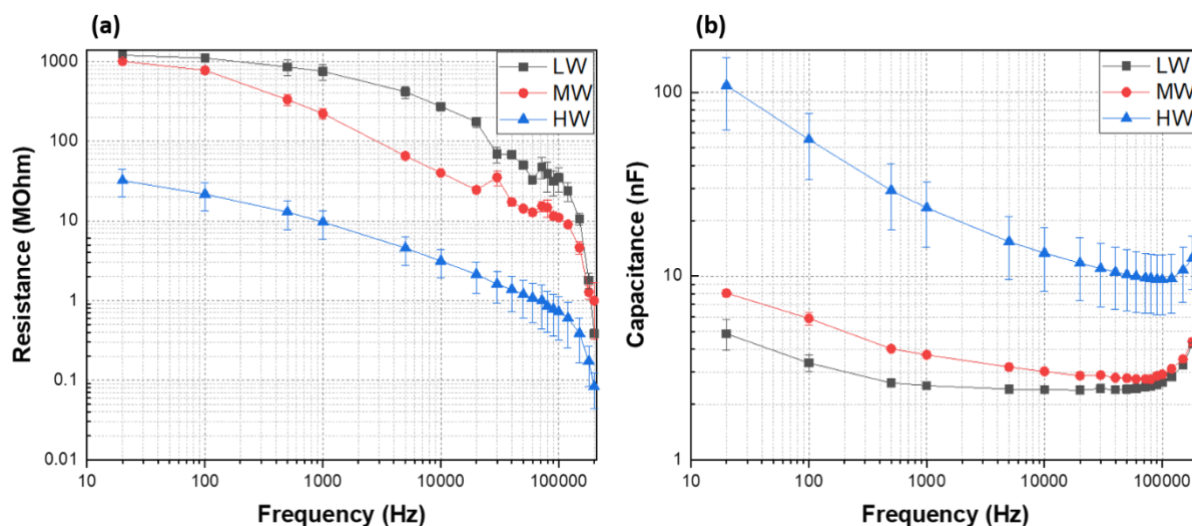 (a)
1000
100
10
1
0.1
0.01
Resistance (MOhm)
10
100
1000
10000
100000
Frequency (Hz)
LW
MW
HW
(b)
100
10
1
Capacitance (nF)
10
100
1000
10000
100000
Frequency (Hz)
LW
MW
HW